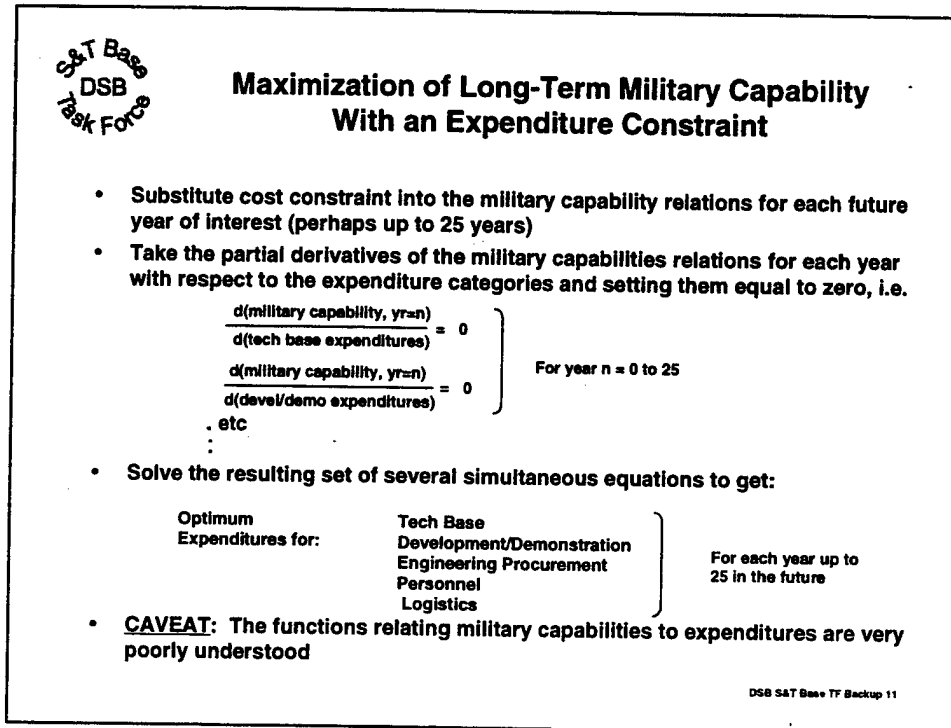 S&T Base
DSB
Task Force
Maximization of Long-Term Military Capability
With an Expenditure Constraint
• Substitute cost constraint into the military capability relations for each future
year of interest (perhaps up to 25 years)
• Take the partial derivatives of the military capabilities relations for each year
with respect to the expenditure categories and setting them equal to zero, i.e.
d(military capability, yr=n)
d(tech base expenditures) = 0
d(military capability, yr=n)
d(devel/demo expenditures) = 0
For year n = 0 to 25
. etc
:
• Solve the resulting set of several simultaneous equations to get:
Optimum
Expenditures for:
Tech Base
Development/Demonstration
Engineering Procurement
Personnel
Logistics
For each year up to
25 in the future
• CAVEAT: The functions relating military capabilities to expenditures are very
poorly understood
DSB S&T Base TF Backup 11